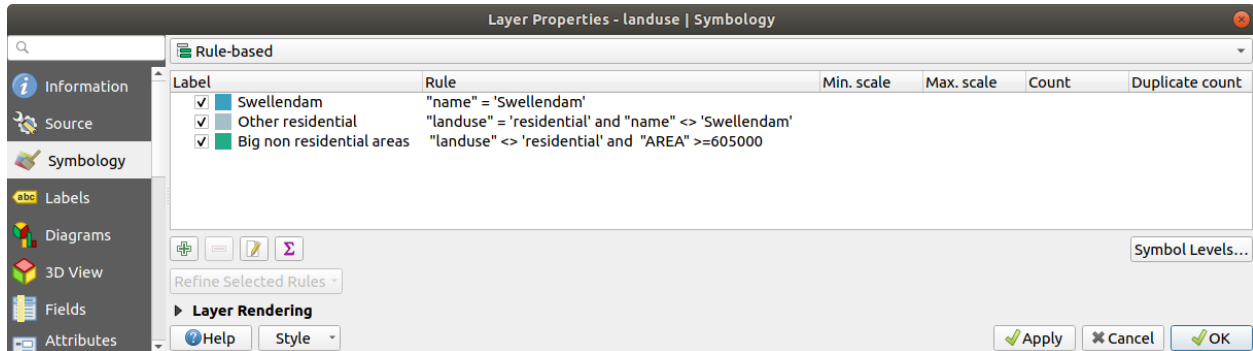 Layer Properties - landuse | Symbology
Information
Source
Symbology
abc Labels
Diagrams
3D View
Fields
Attributes
Rule-based
Label Rule Min. scale Max. scale Count Duplicate count
Swellendam "name" = 'Swellendam'
Other residential "landuse" = 'residential' and "name" <> 'Swellendam'
Big non residential areas "landuse" <> 'residential' and "AREA" >=605000
Σ Symbol Levels...
Refine Selected Rules
Layer Rendering
Help Style Apply Cancel OK